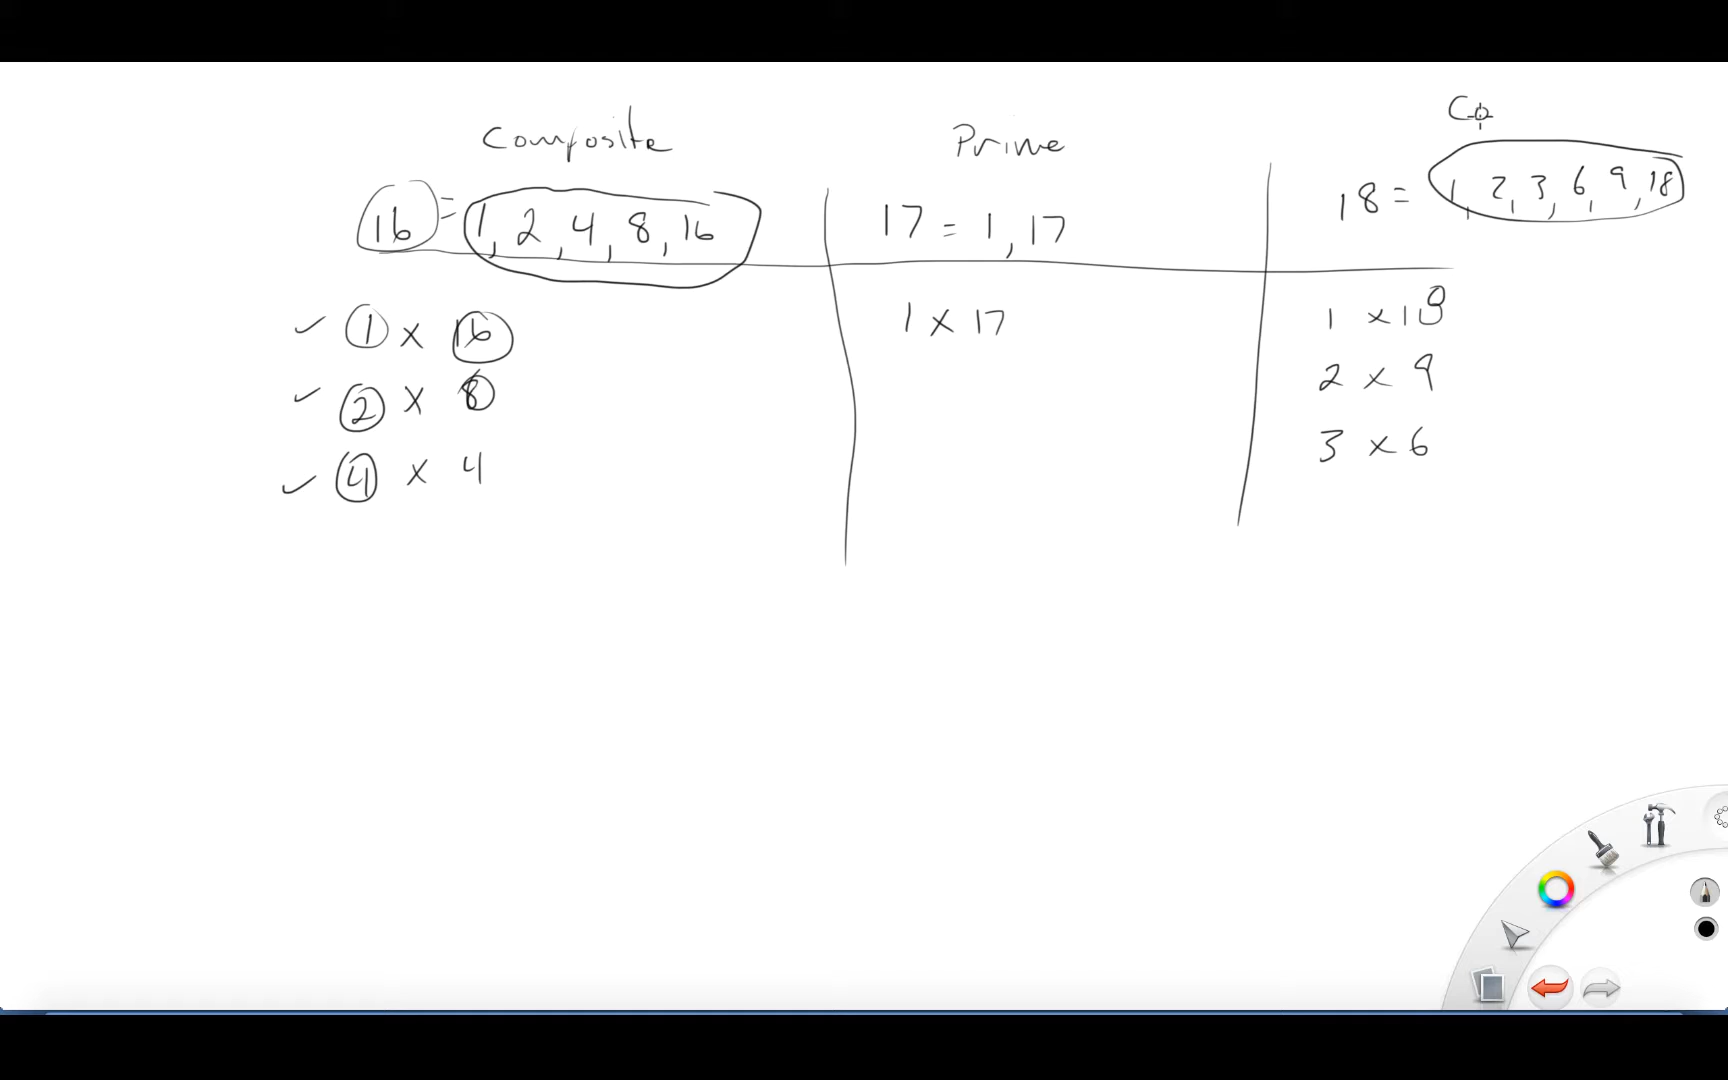 Composite
Prime
Co
16 = 1, 2, 4, 8, 16
17 = 1, 17
18 = 1, 2, 3, 6, 9, 18
✓ 1 x 16
✓ 2 x 8
✓ 4 x 4
1 x 17
1 x 18
2 x 9
3 x 6